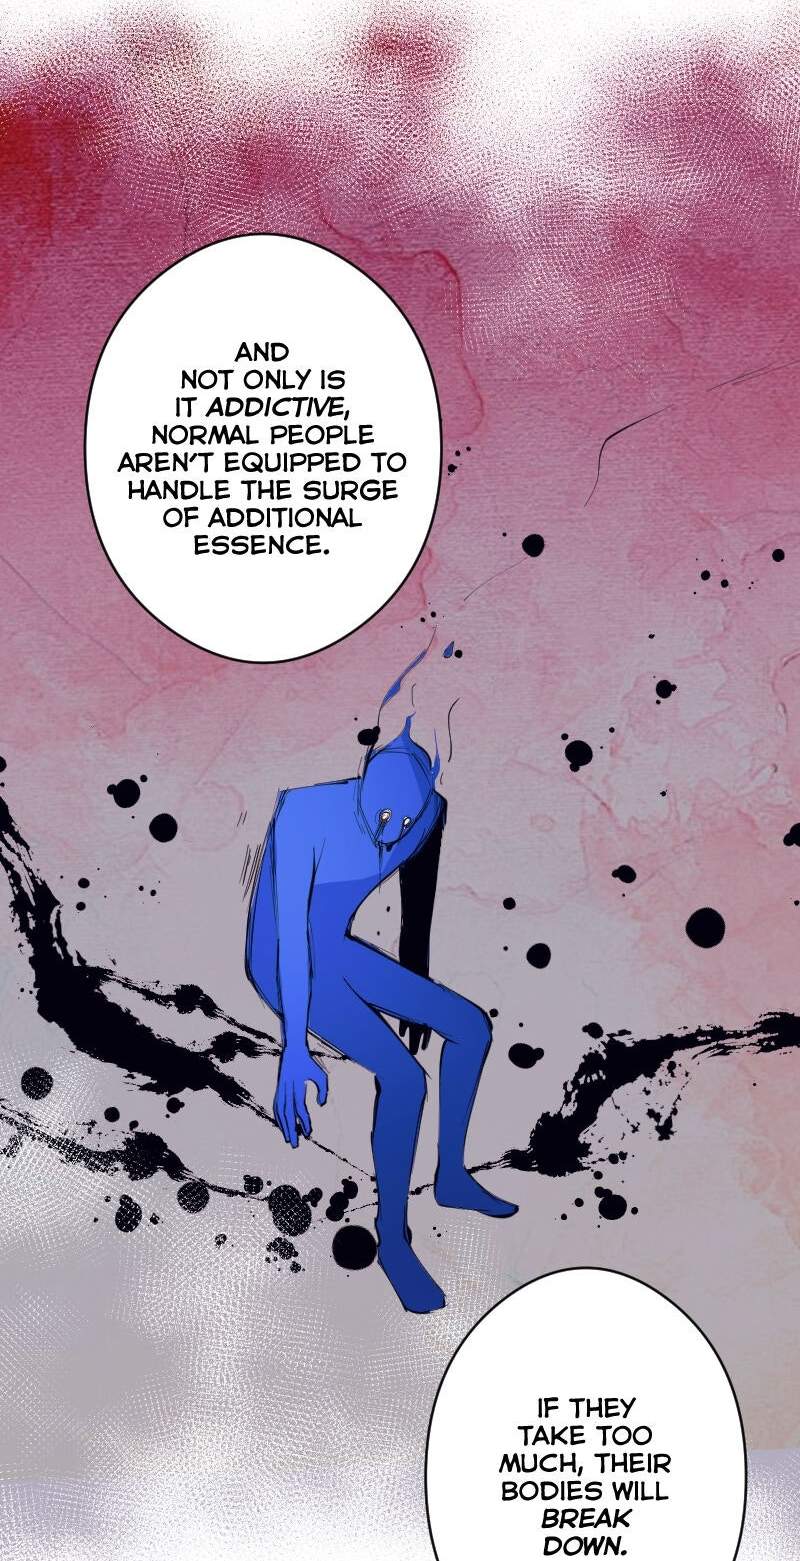 AND
NOT ONLY IS
IT ADDICTIVE,
NORMAL PEOPLE
AREN'T EQUIPPED TO
HANDLE THE SURGE
OF ADDITIONAL
ESSENCE.
IF THEY
TAKE TOO
MUCH, THEIR
BODIES WILL
BREAK
DOWN.